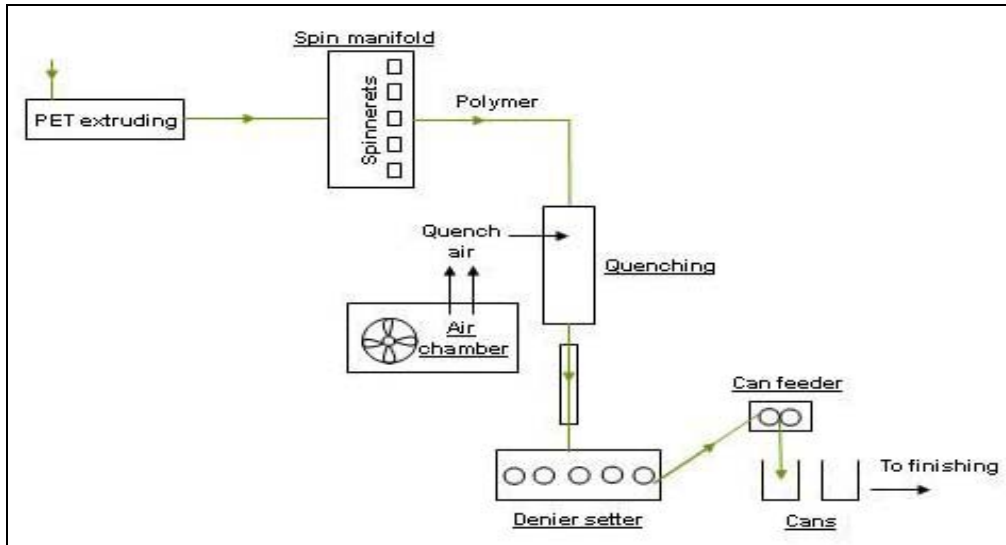 Spin manifold
PET extruding
Spinnerets
Polymer
Quench
air
Quenching
Air
chamber
Can feeder
To finishing
Denier setter
Cans